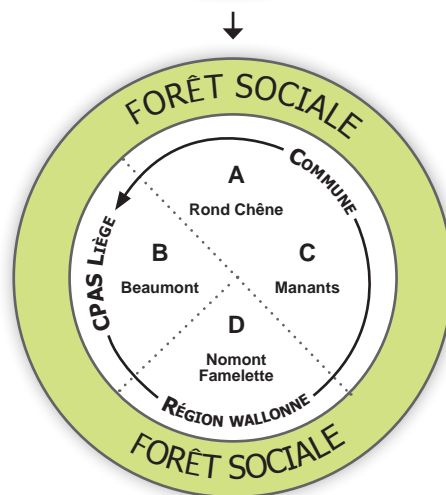 FORÊT SOCIALE
COMMUNE
A
Rond Chêne
CPAS LIÈGE
B
Beaumont
C
Manants
D
Nomont
Famelette
RÉGION WALLONNE
FORÊT SOCIALE